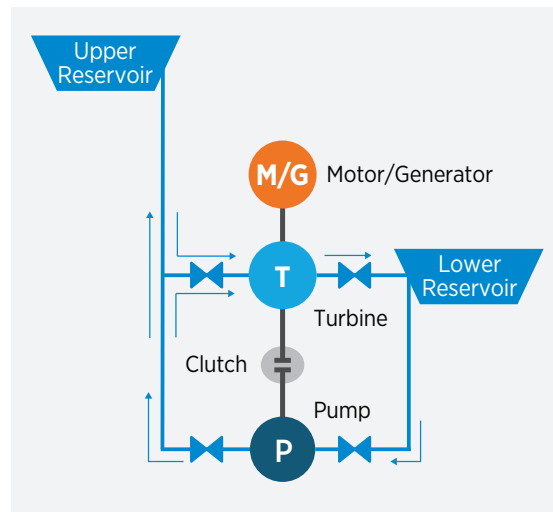 Upper
Reservoir
M/G
Motor/Generator
T
Lower
Reservoir
Turbine
Clutch
Pump
P